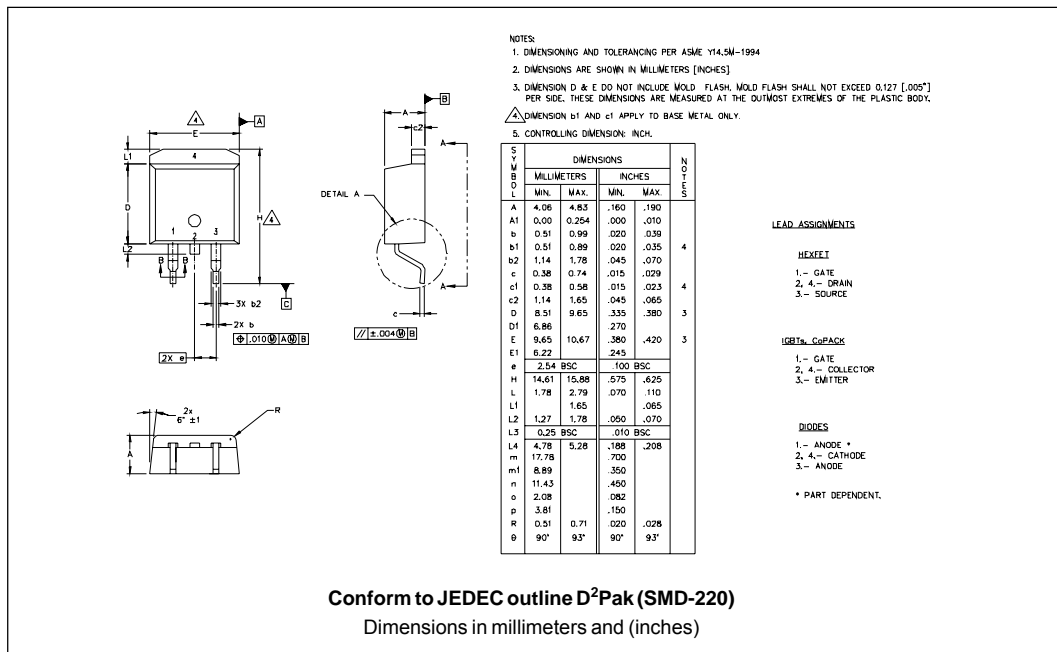 NOTES:
1. DIMENSIONING AND TOLERANCING PER ASME Y14.5M-1994
2. DIMENSIONS ARE SHOWN IN MILLIMETERS [INCHES]
3. DIMENSION D & E DO NOT INCLUDE MOLD FLASH. MOLD FLASH SHALL NOT EXCEED 0.127 [.005"]
PER SIDE. THESE DIMENSIONS ARE MEASURED AT THE OUTMOST EXTREMES OF THE PLASTIC BODY.
4 DIMENSION b1 AND c1 APPLY TO BASE METAL ONLY.
5. CONTROLLING DIMENSION: INCH.
4
E
A
L1
4
D
H
4
1
2
3
L2
B
B
C
3X b2
2X b
⌖ .010 Ⓜ A Ⓜ B
2X e
A
B
c2
A
DETAIL A
A
c
// ±.004 Ⓜ B
2x
6° ±1
R
A
SYMBOL DIMENSIONS NOTES
MILLIMETERS INCHES
MIN. MAX. MIN. MAX.
A 4.06 4.83 .160 .190
A1 0.00 0.254 .000 .010
b 0.51 0.99 .020 .039
b1 0.51 0.89 .020 .035 4
b2 1.14 1.78 .045 .070
c 0.38 0.74 .015 .029
c1 0.38 0.58 .015 .023 4
c2 1.14 1.65 .045 .065
D 8.51 9.65 .335 .380 3
D1 6.86 .270
E 9.65 10.67 .380 .420 3
E1 6.22 .245
e 2.54 BSC .100 BSC
H 14.61 15.88 .575 .625
L 1.78 2.79 .070 .110
L1 1.65 .065
L2 1.27 1.78 .050 .070
L3 0.25 BSC .010 BSC
L4 4.78 5.28 .188 .208
m 17.78 .700
m1 8.89 .350
n 11.43 .450
o 2.08 .082
p 3.81 .150
R 0.51 0.71 .020 .028
θ 90° 93° 90° 93°
LEAD ASSIGNMENTS
HEXFET
1.- GATE
2, 4.- DRAIN
3.- SOURCE
IGBTs, CoPACK
1.- GATE
2, 4.- COLLECTOR
3.- EMITTER
DIODES
1.- ANODE *
2, 4.- CATHODE
3.- ANODE
* PART DEPENDENT.
Conform to JEDEC outline D²Pak (SMD-220)
Dimensions in millimeters and (inches)